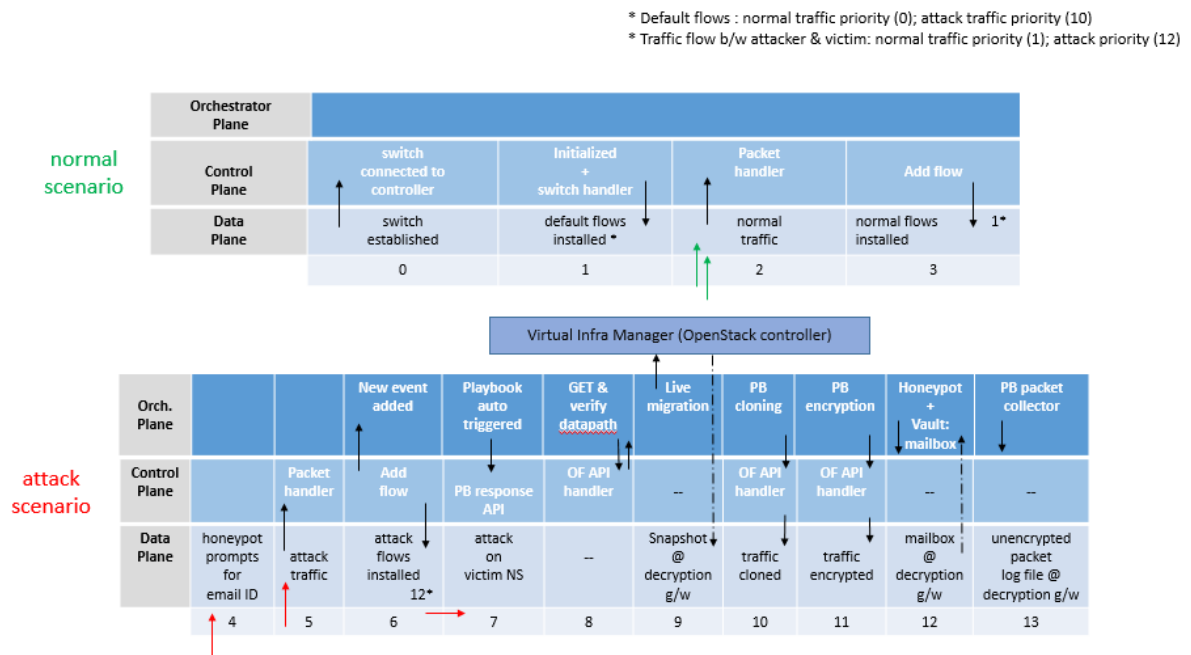 * Default flows : normal traffic priority (0); attack traffic priority (10)
* Traffic flow b/w attacker & victim: normal traffic priority (1); attack priority (12)
normal
scenario
Orchestrator
Plane
Control
Plane
switch
connected to
controller
Initialized
+
switch handler
Packet
handler
Add flow
Data
Plane
switch
established
default flows
installed *
normal
traffic
normal flows
installed
1*
0
1
2
3
Virtual Infra Manager (OpenStack controller)
attack
scenario
Orch.
Plane
New event
added
Playbook
auto
triggered
GET &
verify
datapath
Live
migration
PB
cloning
PB
encryption
Honeypot
+
Vault:
mailbox
PB packet
collector
Control
Plane
Packet
handler
Add
flow
PB response
API
OF API
handler
--
OF API
handler
OF API
handler
--
--
Data
Plane
honeypot
prompts
for
email ID
attack
traffic
attack
flows
installed
12*
attack
on
victim NS
--
Snapshot
@
decryption
g/w
traffic
cloned
traffic
encrypted
mailbox
@
decryption
g/w
unencrypted
packet
log file @
decryption g/w
4
5
6
7
8
9
10
11
12
13